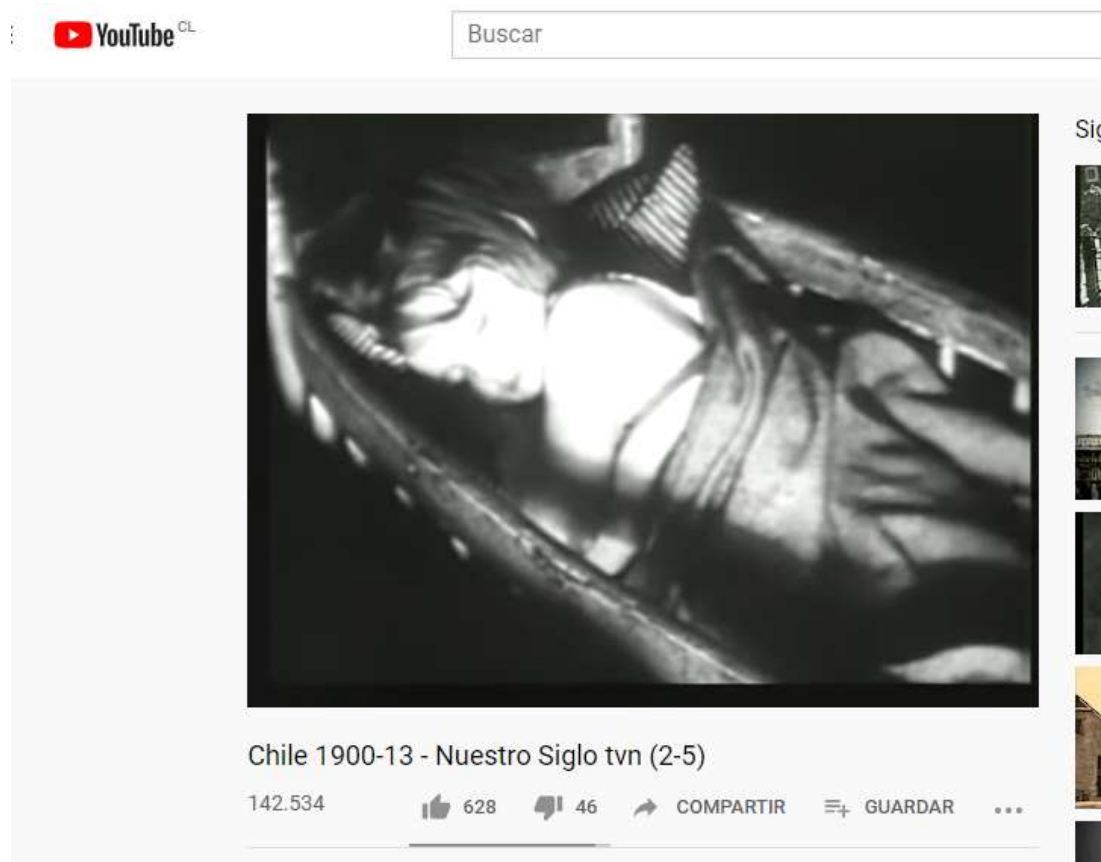 YouTube CL
Buscar
Chile 1900-13 - Nuestro Siglo tvn (2-5)
142.534 628 46 COMPARTIR GUARDAR